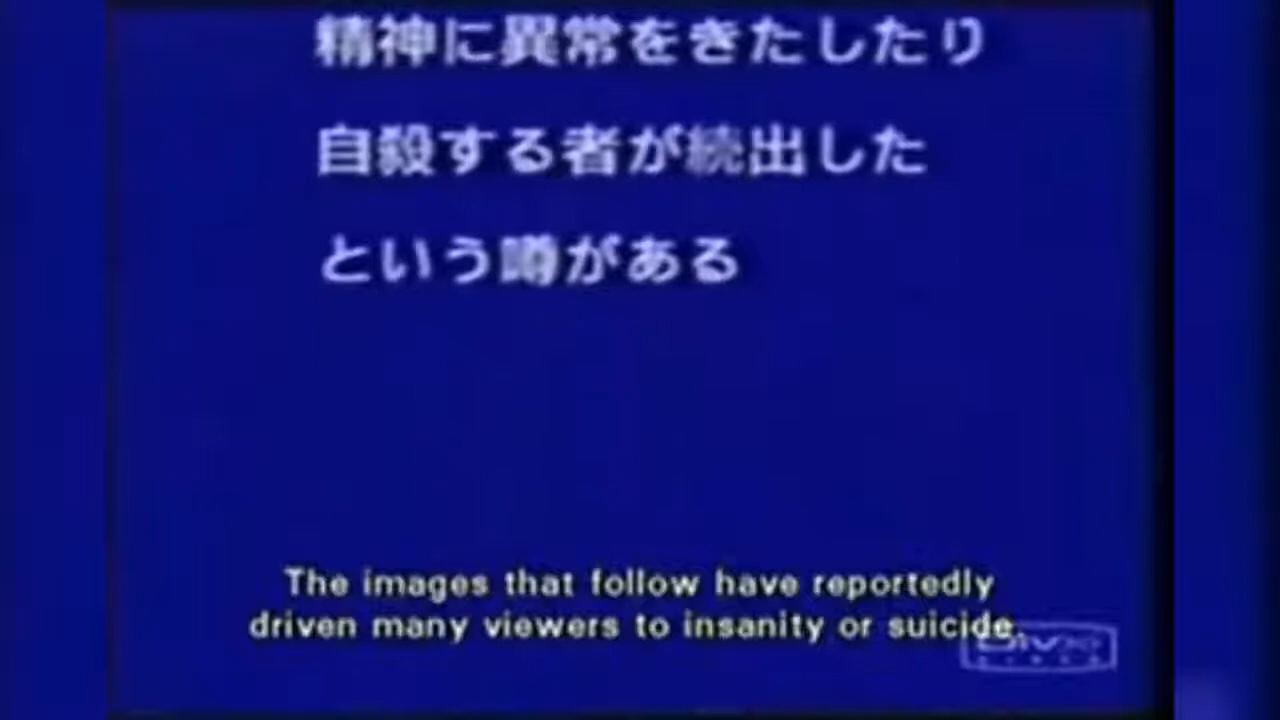 精神に異常をきたしたり
自殺する者が続出した
という噂がある
The images that follow have reportedly
driven many viewers to insanity or suicide.
DivX
VIDEO